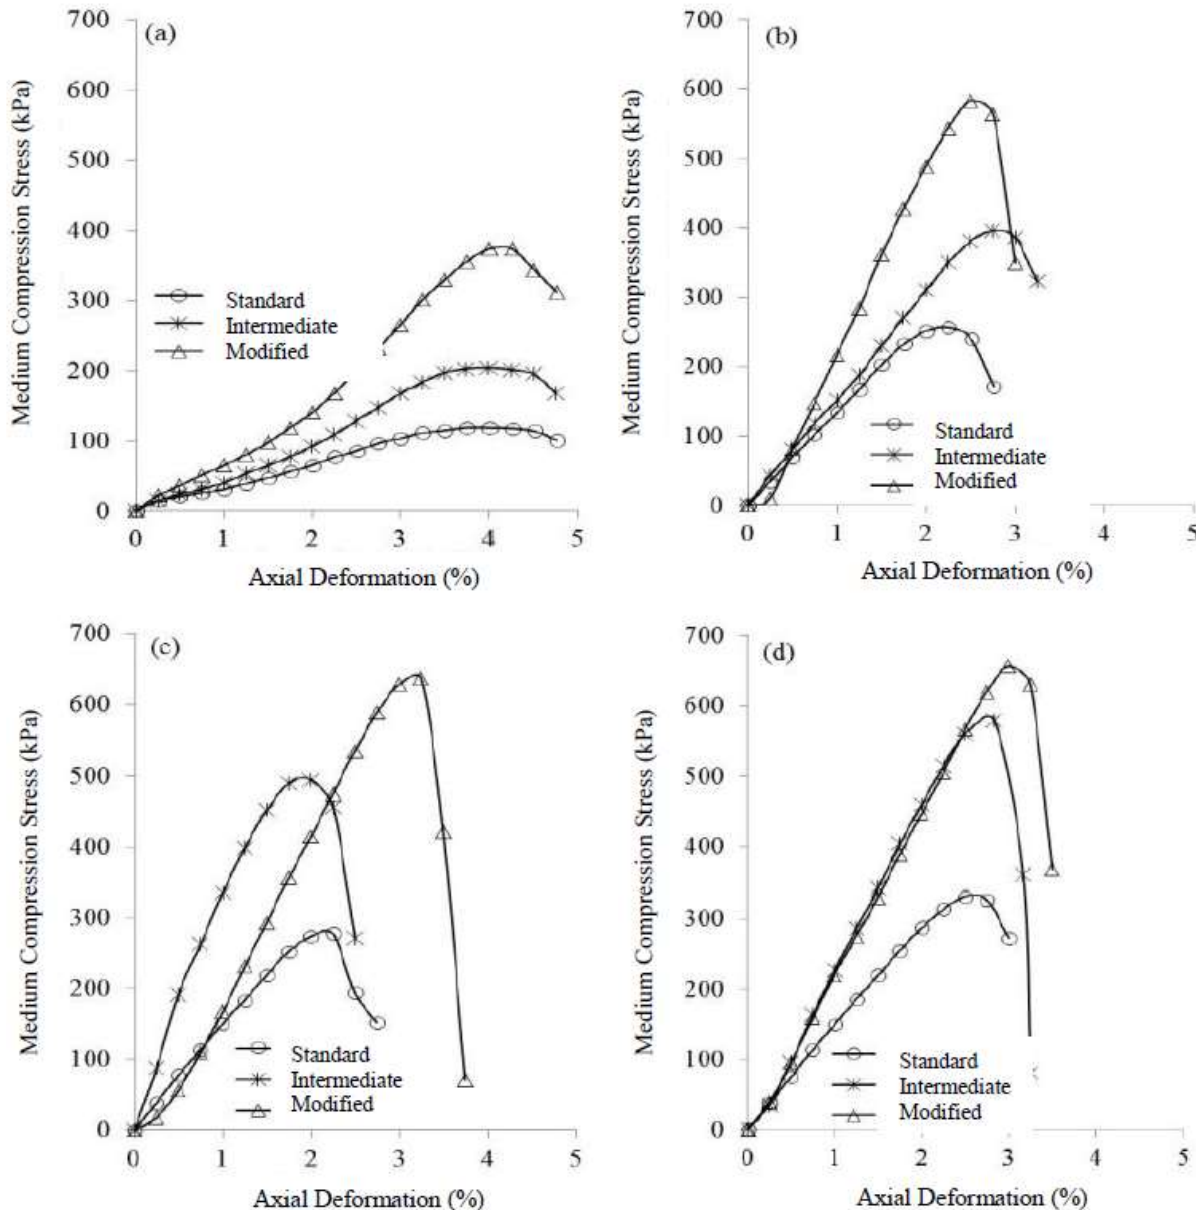 (a)
700
600
500
400
300
200
100
0
Medium Compression Stress (kPa)
Standard
Intermediate
Modified
0 1 2 3 4 5
Axial Deformation (%)
(b)
700
600
500
400
300
200
100
0
Medium Compression Stress (kPa)
Standard
Intermediate
Modified
0 1 2 3 4 5
Axial Deformation (%)
(c)
700
600
500
400
300
200
100
0
Medium Compression Stress (kPa)
Standard
Intermediate
Modified
0 1 2 3 4 5
Axial Deformation (%)
(d)
700
600
500
400
300
200
100
0
Medium Compression Stress (kPa)
Standard
Intermediate
Modified
0 1 2 3 4 5
Axial Deformation (%)